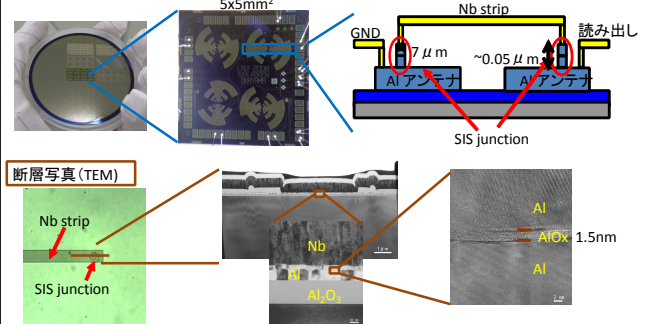 5x5mm²
Nb strip
GND
読み出し
7μm
~0.05μm
Al アンテナ
Al アンテナ
SIS junction
断層写真(TEM)
Nb strip
SIS junction
Nb
Al
Al₂O₃
Al
AlOx
1.5nm
Al